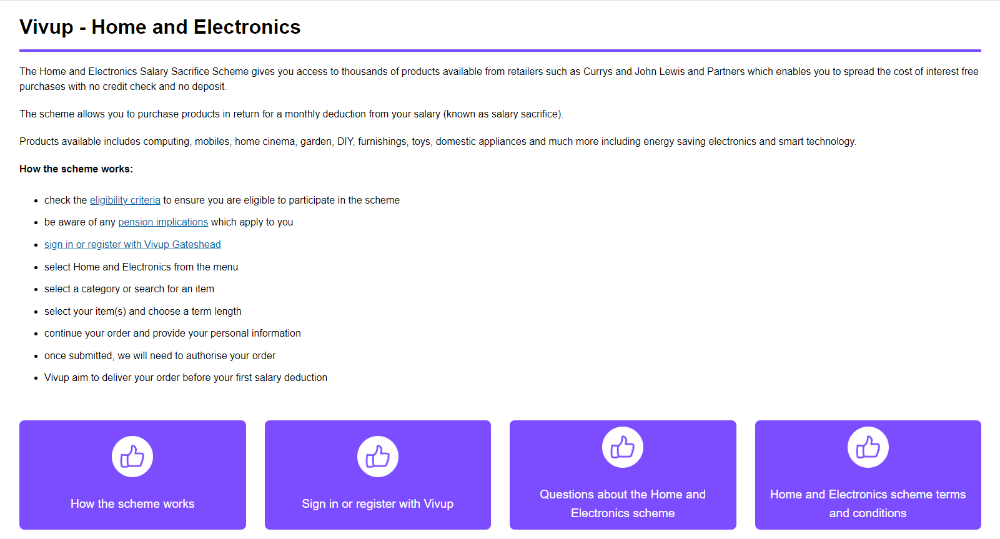 Vivup - Home and Electronics
The Home and Electronics Salary Sacrifice Scheme gives you access to thousands of products available from retailers such as Currys and John Lewis and Partners which enables you to spread the cost of interest free
purchases with no credit check and no deposit.
The scheme allows you to purchase products in return for a monthly deduction from your salary (known as salary sacrifice).
Products available includes computing, mobiles, home cinema, garden, DIY, furnishings, toys, domestic appliances and much more including energy saving electronics and smart technology.
How the scheme works:
• check the eligibility criteria to ensure you are eligible to participate in the scheme
• be aware of any pension implications which apply to you
• sign in or register with Vivup Gateshead
• select Home and Electronics from the menu
• select a category or search for an item
• select your item(s) and choose a term length
• continue your order and provide your personal information
• once submitted, we will need to authorise your order
• Vivup aim to deliver your order before your first salary deduction
How the scheme works
Sign in or register with Vivup
Questions about the Home and
Electronics scheme
Home and Electronics scheme terms
and conditions